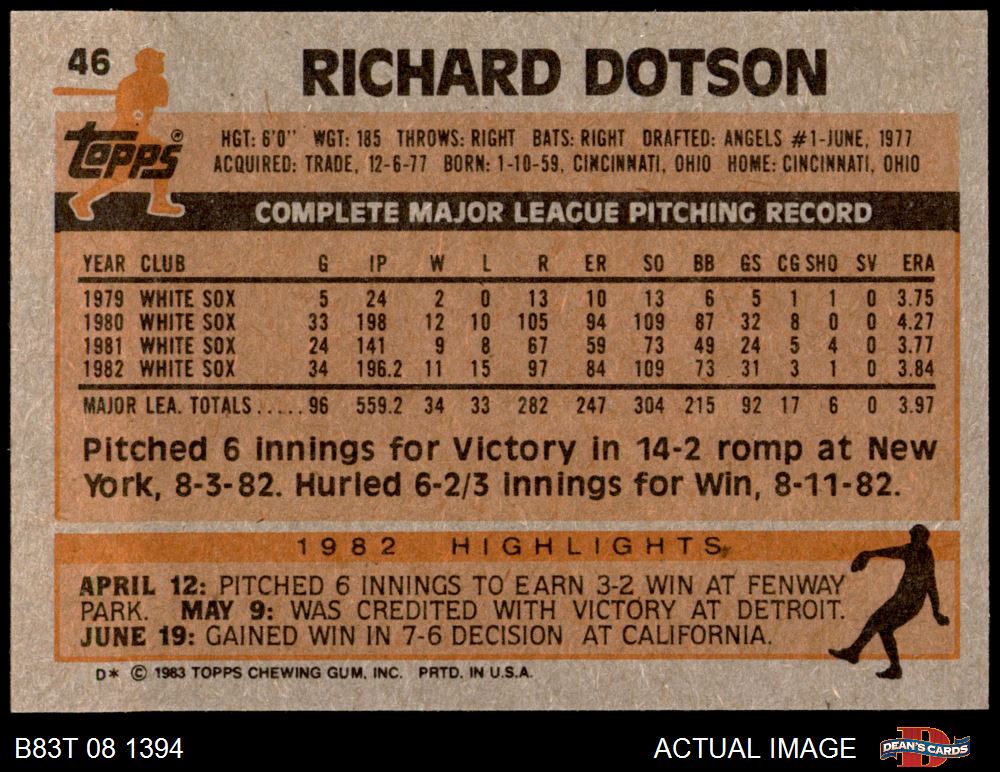 46
RICHARD DOTSON
topps®
HGT: 6'0" WGT: 185 THROWS: RIGHT BATS: RIGHT DRAFTED: ANGELS #1-JUNE, 1977
ACQUIRED: TRADE, 12-6-77 BORN: 1-10-59, CINCINNATI, OHIO HOME: CINCINNATI, OHIO
COMPLETE MAJOR LEAGUE PITCHING RECORD
YEAR CLUB G IP W L R ER SO BB GS CG SHO SV ERA
1979 WHITE SOX 5 24 2 0 13 10 13 6 5 1 1 0 3.75
1980 WHITE SOX 33 198 12 10 105 94 109 87 32 8 0 0 4.27
1981 WHITE SOX 24 141 9 8 67 59 73 49 24 5 4 0 3.77
1982 WHITE SOX 34 196.2 11 15 97 84 109 73 31 3 1 0 3.84
MAJOR LEA. TOTALS.....96 559.2 34 33 282 247 304 215 92 17 6 0 3.97
Pitched 6 innings for Victory in 14-2 romp at New
York, 8-3-82. Hurled 6-2/3 innings for Win, 8-11-82.
1982 HIGHLIGHTS
APRIL 12: PITCHED 6 INNINGS TO EARN 3-2 WIN AT FENWAY
PARK. MAY 9: WAS CREDITED WITH VICTORY AT DETROIT.
JUNE 19: GAINED WIN IN 7-6 DECISION AT CALIFORNIA.
D* © 1983 TOPPS CHEWING GUM, INC. PRTD. IN U.S.A.
B83T 08 1394
ACTUAL IMAGE
D
DEAN'S CARDS